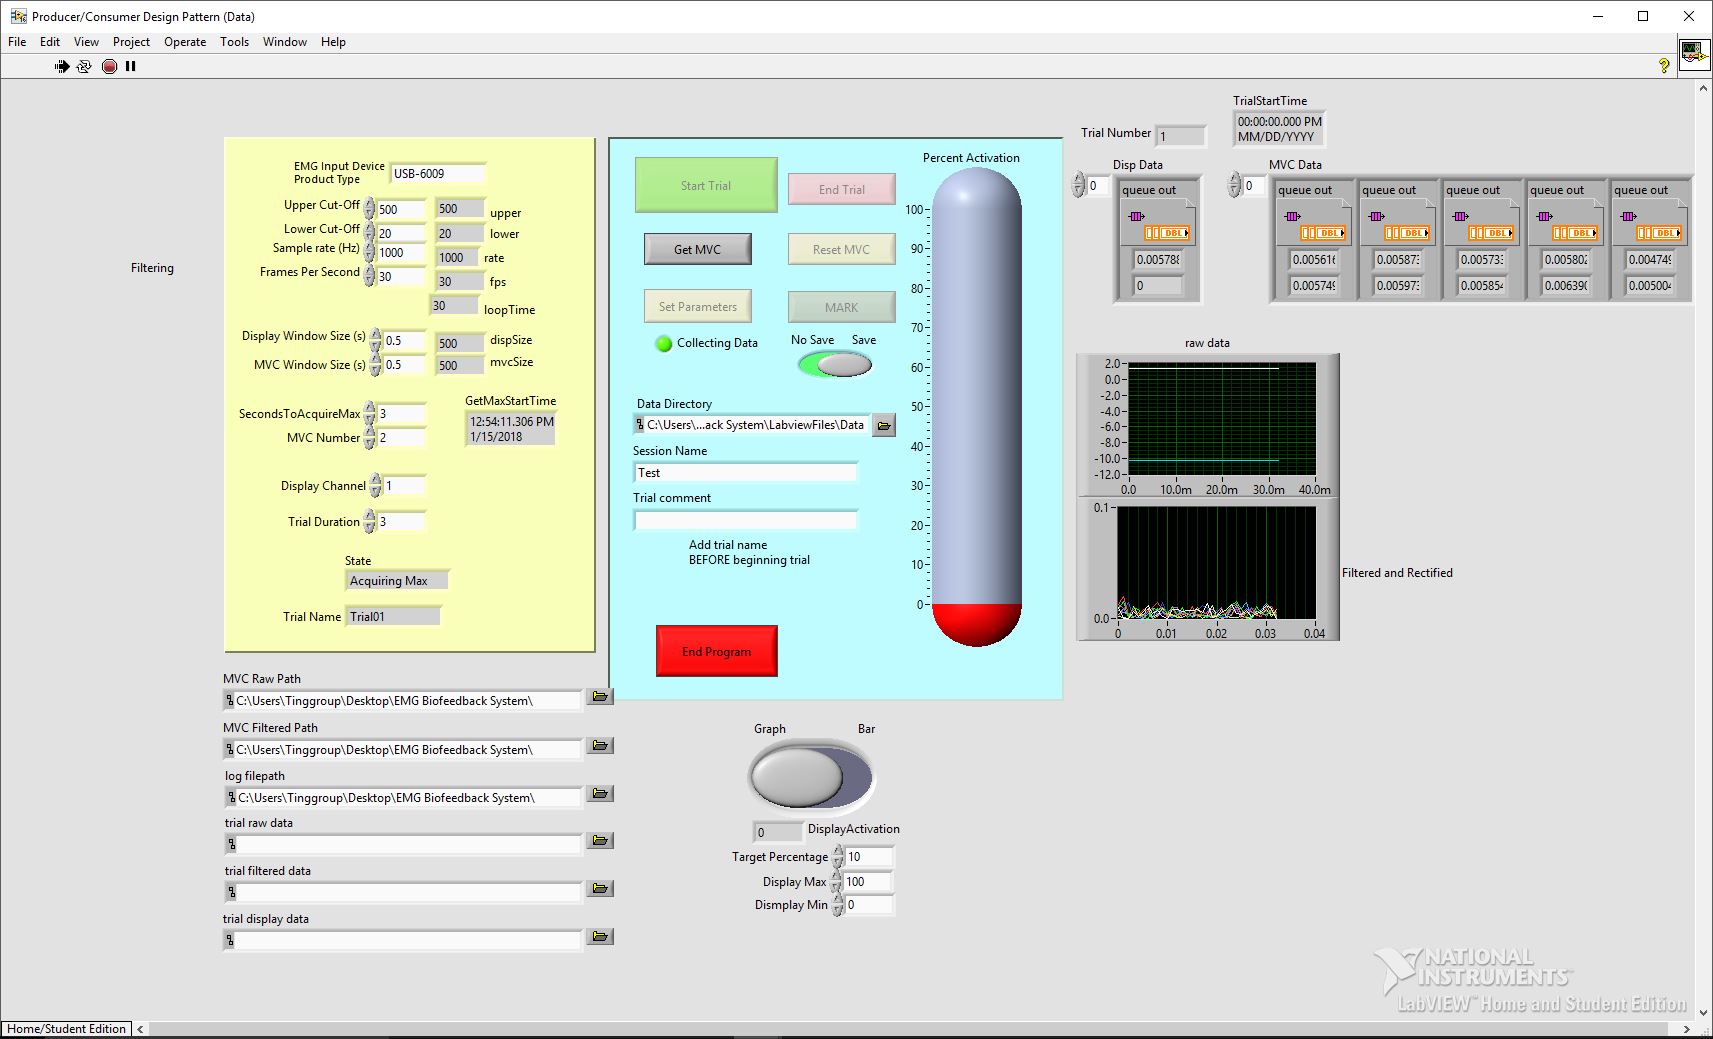 Producer/Consumer Design Pattern (Data)
File Edit View Project Operate Tools Window Help
Filtering
EMG Input Device
Product Type
USB-6009
Upper Cut-Off 500 500 upper
Lower Cut-Off 20 20 lower
Sample rate (Hz) 1000 1000 rate
Frames Per Second 30 30 fps
30 loopTime
Display Window Size (s) 0.5 500 dispSize
MVC Window Size (s) 0.5 500 mvcSize
SecondsToAcquireMax 3
MVC Number 2
GetMaxStartTime
12:54:11.306 PM
1/15/2018
Display Channel 1
Trial Duration 3
State
Acquiring Max
Trial Name Trial01
MVC Raw Path
C:\Users\Tinggroup\Desktop\EMG Biofeedback System\
MVC Filtered Path
C:\Users\Tinggroup\Desktop\EMG Biofeedback System\
log filepath
C:\Users\Tinggroup\Desktop\EMG Biofeedback System\
trial raw data
trial filtered data
trial display data
Start Trial
End Trial
Get MVC
Reset MVC
Set Parameters
MARK
Collecting Data
No Save Save
Data Directory
C:\Users\...ack System\LabviewFiles\Data
Session Name
Test
Trial comment
Add trial name
BEFORE beginning trial
End Program
Percent Activation
100
90
80
70
60
50
40
30
20
10
0
Graph Bar
0 DisplayActivation
Target Percentage 10
Display Max 100
Dismplay Min 0
Trial Number 1
TrialStartTime
00:00:00.000 PM
MM/DD/YYYY
Disp Data
0
queue out
DBL
0.005788
0
MVC Data
0
queue out queue out queue out queue out queue out
DBL DBL DBL DBL DBL
0.005616 0.005873 0.005733 0.005802 0.004749
0.005749 0.005973 0.005854 0.006390 0.005004
raw data
2.0
0.0
-2.0
-4.0
-6.0
-8.0
-10.0
-12.0
0.0 10.0m 20.0m 30.0m 40.0m
0.1
0.0
0 0.01 0.02 0.03 0.04
Filtered and Rectified
NATIONAL
INSTRUMENTS
LabVIEW™ Home and Student Edition
Home/Student Edition